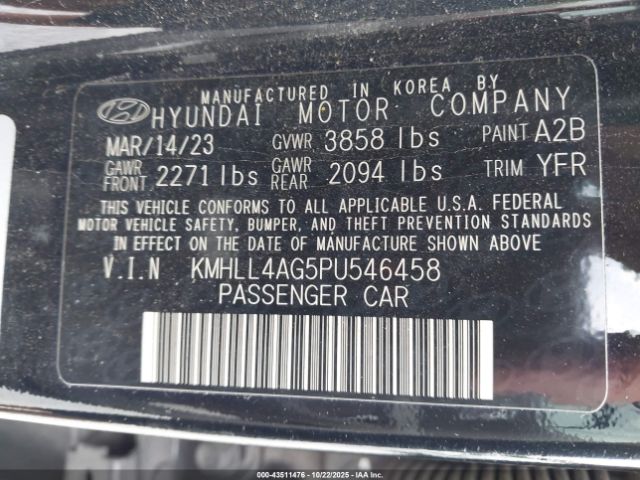 MANUFACTURED IN KOREA BY
HYUNDAI MOTOR COMPANY
MAR/14/23 GVWR 3858 lbs PAINT A2B
GAWR FRONT 2271 lbs GAWR REAR 2094 lbs TRIM YFR
THIS VEHICLE CONFORMS TO ALL APPLICABLE U.S.A. FEDERAL
MOTOR VEHICLE SAFETY, BUMPER, AND THEFT PREVENTION STANDARDS
IN EFFECT ON THE DATE OF MANUFACTURE SHOWN ABOVE
V.I.N KMHLL4AG5PU546458
PASSENGER CAR
000-43511476 - 10/22/2025 - IAAI.com